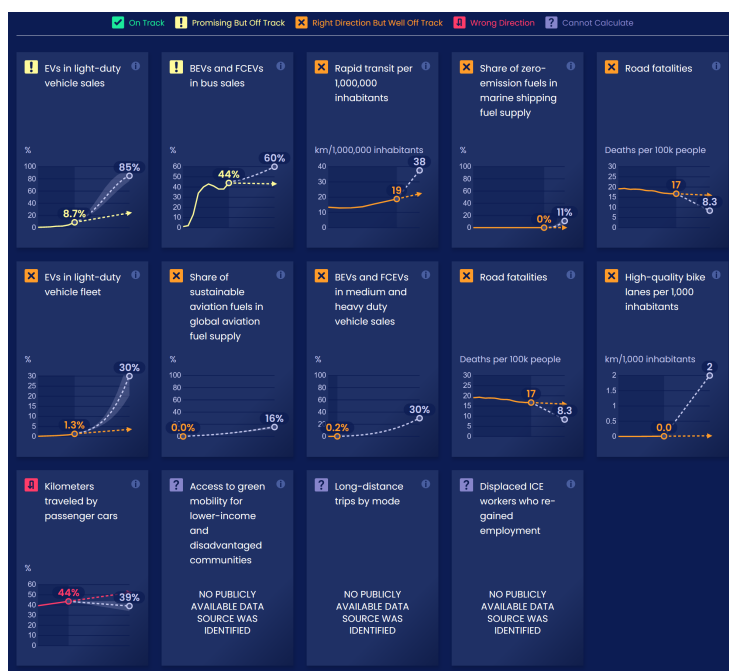 On Track
Promising But Off Track
Right Direction But Well Off Track
Wrong Direction
Cannot Calculate
EVs in light-duty
vehicle sales
%
100
80
60
40
20
0
8.7%
85%
BEVs and FCEVs
in bus sales
%
60
50
40
30
20
10
0
44%
60%
Rapid transit per
1,000,000
inhabitants
km/1,000,000 inhabitants
40
30
20
10
0
19
38
Share of zero-
emission fuels in
marine shipping
fuel supply
%
100
80
60
40
20
0
0%
11%
Road fatalities
Deaths per 100k people
30
25
20
15
10
5
0
17
8.3
EVs in light-duty
vehicle fleet
%
30
25
20
15
10
5
0
1.3%
30%
Share of
sustainable
aviation fuels in
global aviation
fuel supply
%
100
80
60
40
20
0
0.0%
16%
BEVs and FCEVs
in medium and
heavy duty
vehicle sales
%
100
80
60
40
20
0
0.2%
30%
Road fatalities
Deaths per 100k people
30
25
20
15
10
5
0
17
8.3
High-quality bike
lanes per 1,000
inhabitants
km/1,000 inhabitants
2
1.5
1
0.5
0
0.0
2
Kilometers
traveled by
passenger cars
%
60
50
40
30
20
10
0
44%
39%
Access to green
mobility for
lower-income
and
disadvantaged
communities
NO PUBLICLY
AVAILABLE DATA
SOURCE WAS
IDENTIFIED
Long-distance
trips by mode
NO PUBLICLY
AVAILABLE DATA
SOURCE WAS
IDENTIFIED
Displaced ICE
workers who re-
gained
employment
NO PUBLICLY
AVAILABLE DATA
SOURCE WAS
IDENTIFIED